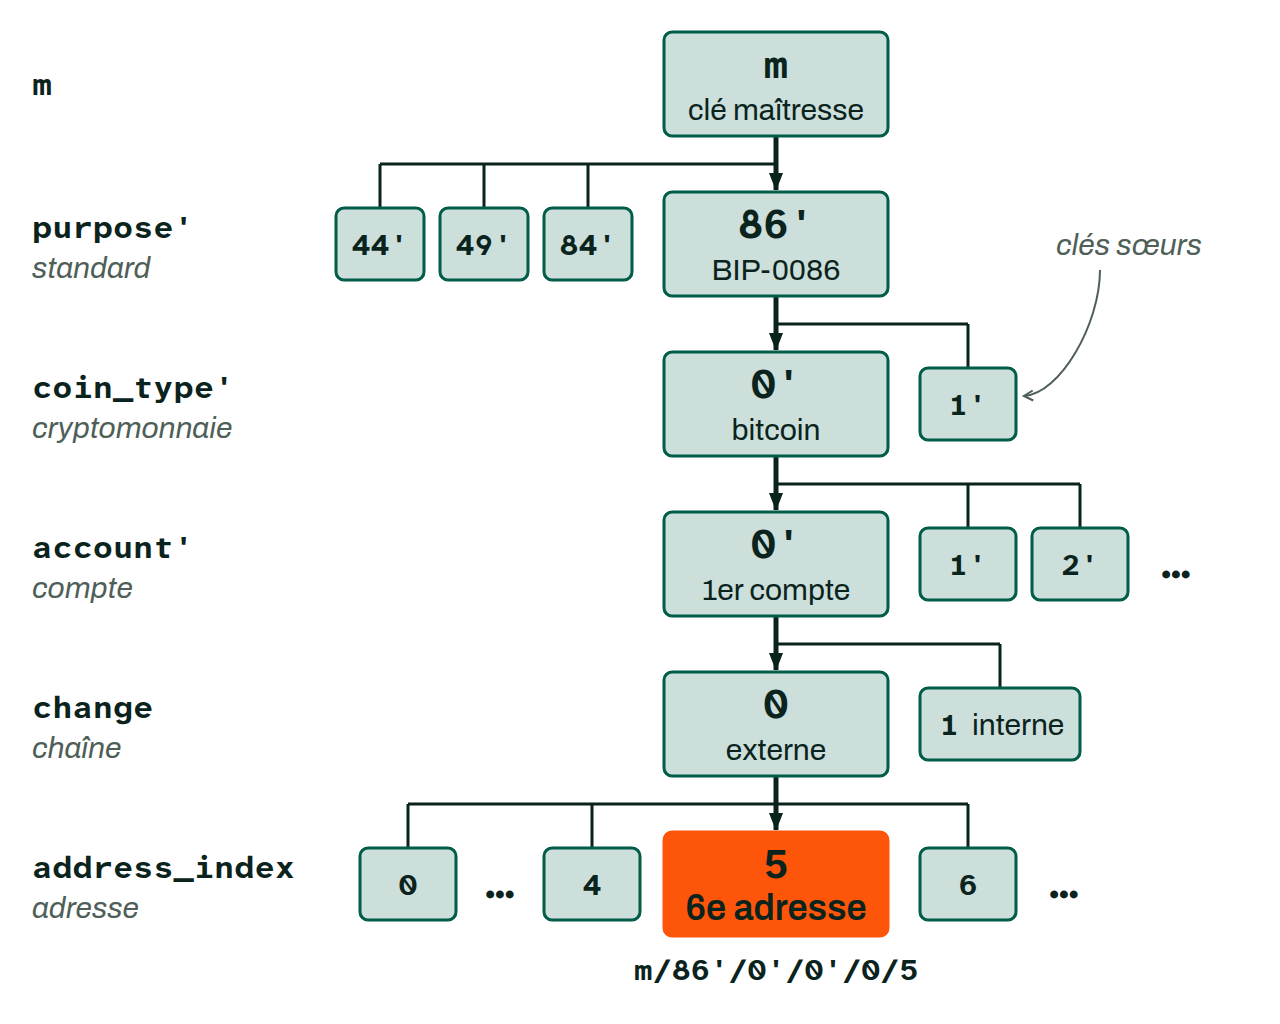 m
m
clé maîtresse
purpose'
standard
44'
49'
84'
86'
BIP-0086
clés sœurs
coin_type'
cryptomonnaie
0'
bitcoin
1'
account'
compte
0'
1er compte
1'
2'
...
change
chaîne
0
externe
1 interne
address_index
adresse
0
...
4
5
6e adresse
6
...
m/86'/0'/0'/0/5